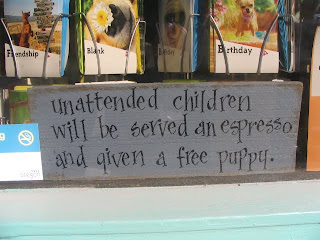 Friendship
Blank
Birthday
unattended children
will be served an espresso
and given a free puppy.